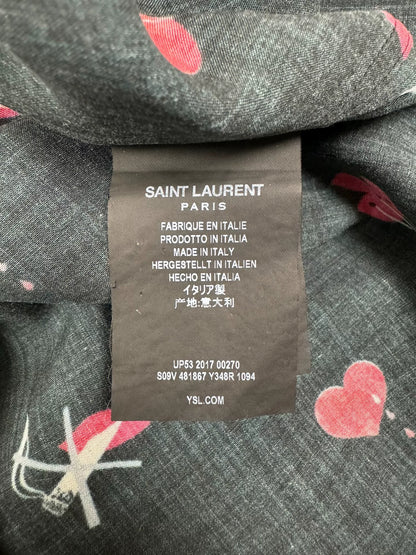 SAINT LAURENT
PARIS
FABRIQUE EN ITALIE
PRODOTTO IN ITALIA
MADE IN ITALY
HERGESTELLT IN ITALIEN
HECHO EN ITALIA
イタリア製
产地:意大利
UP53 2017 00270
S09V 481867 Y348R 1094
YSL.COM